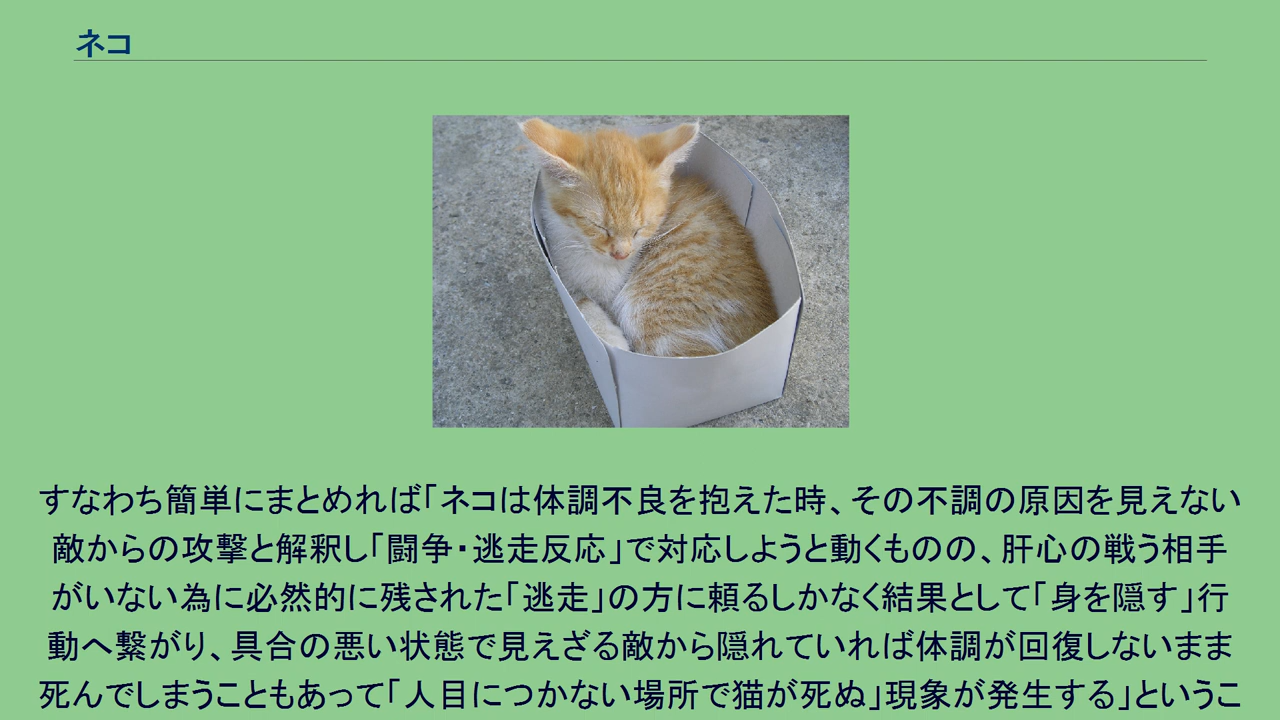 ネコ
すなわち簡単にまとめれば「ネコは体調不良を抱えた時、その不調の原因を見えない
敵からの攻撃と解釈し「闘争・逃走反応」で対応しようと動くものの、肝心の戦う相手
がいない為に必然的に残された「逃走」の方に頼るしかなく結果として「身を隠す」行
動へ繋がり、具合の悪い状態で見えざる敵から隠れていれば体調が回復しないまま
死んでしまうこともあって「人目につかない場所で猫が死ぬ」現象が発生する」というこ